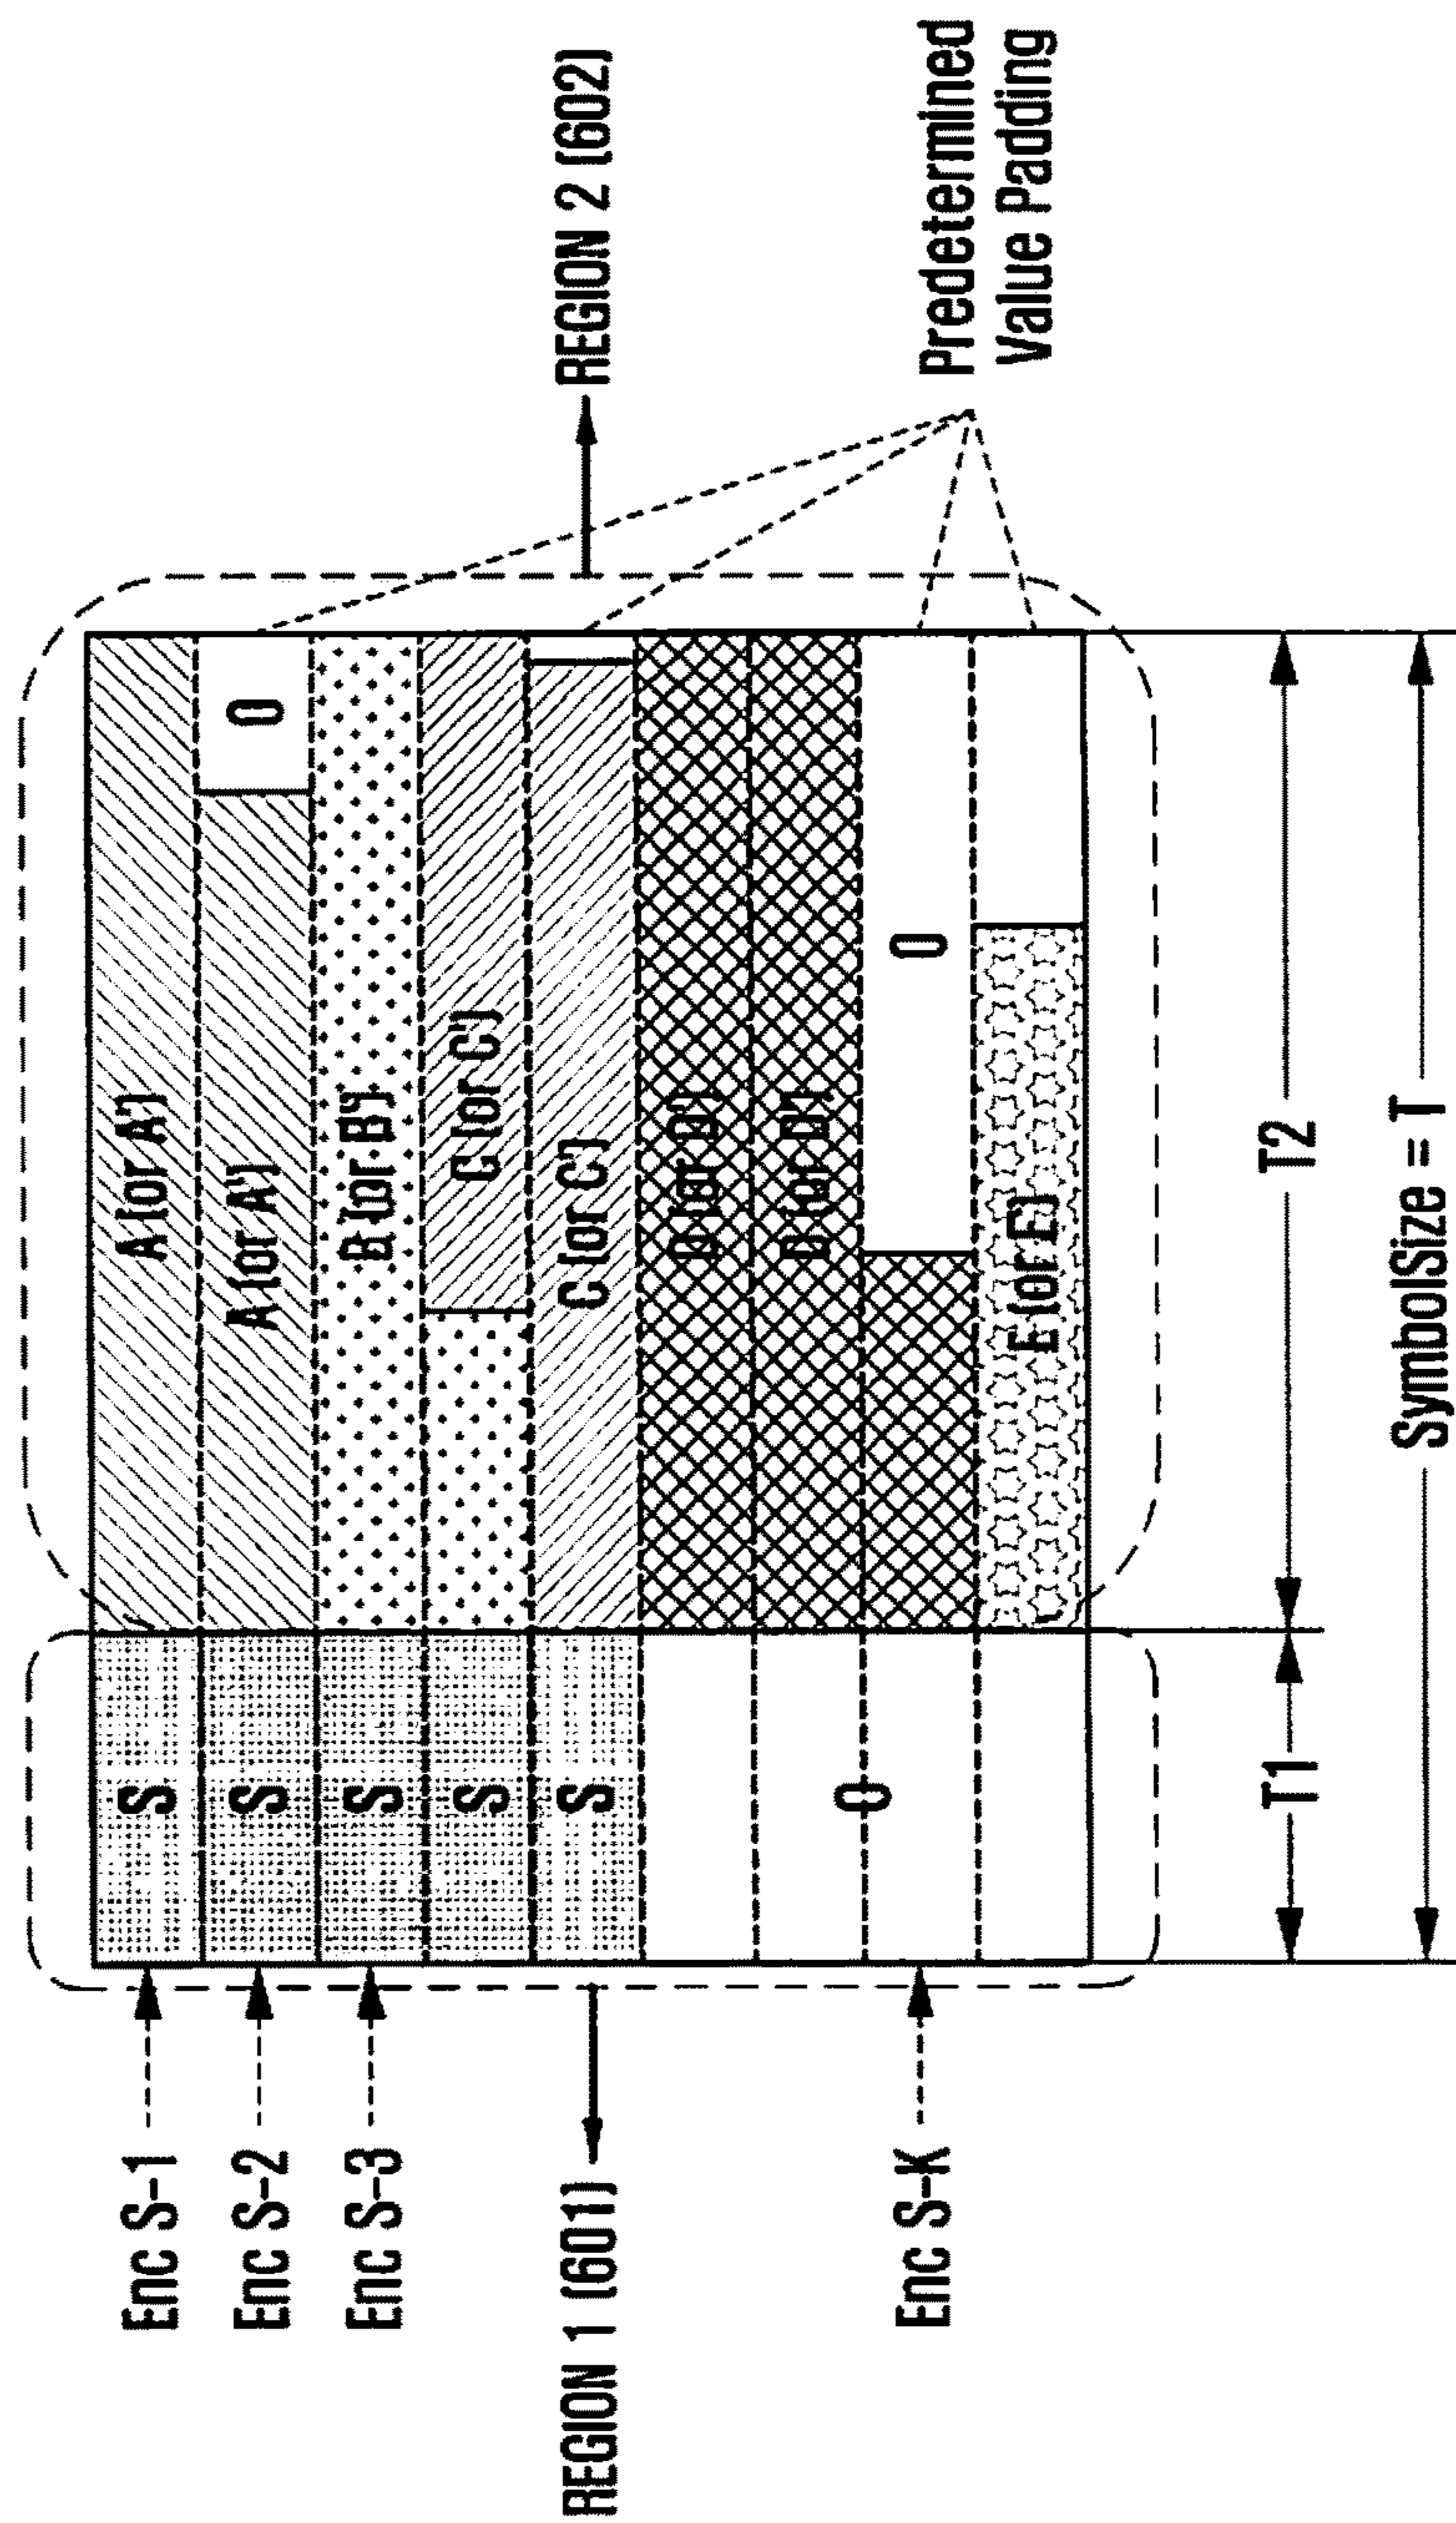 Enc S-1
S
A (or A')
Enc S-2
S
A (or A')
0
Enc S-3
S
B (or B')
S
C (or C')
REGION 1 (601)
S
C (or C')
REGION 2 (602)
D (or D')
D (or D')
0
Enc S-K
0
E (or E')
Predetermined
Value Padding
T1
T2
SymbolSize = T